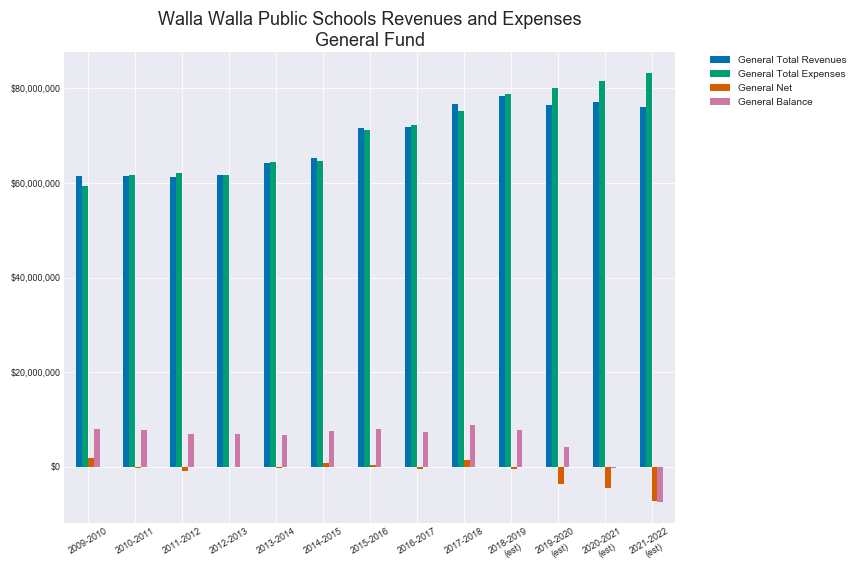 Walla Walla Public Schools Revenues and Expenses
General Fund
General Total Revenues
General Total Expenses
General Net
General Balance
$80,000,000
$60,000,000
$40,000,000
$20,000,000
$0
2009-2010
2010-2011
2011-2012
2012-2013
2013-2014
2014-2015
2015-2016
2016-2017
2017-2018
2018-2019
(est)
2019-2020
(est)
2020-2021
(est)
2021-2022
(est)